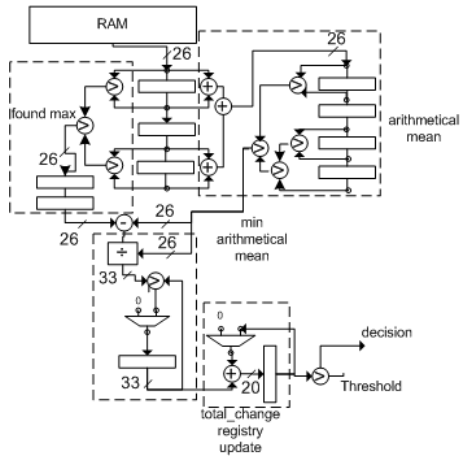 RAM
26
26
found max
arithmetical
mean
26
26
26
min
arithmetical
mean
26
÷
33
0
33
0
20
decision
Threshold
total_change
registry
update